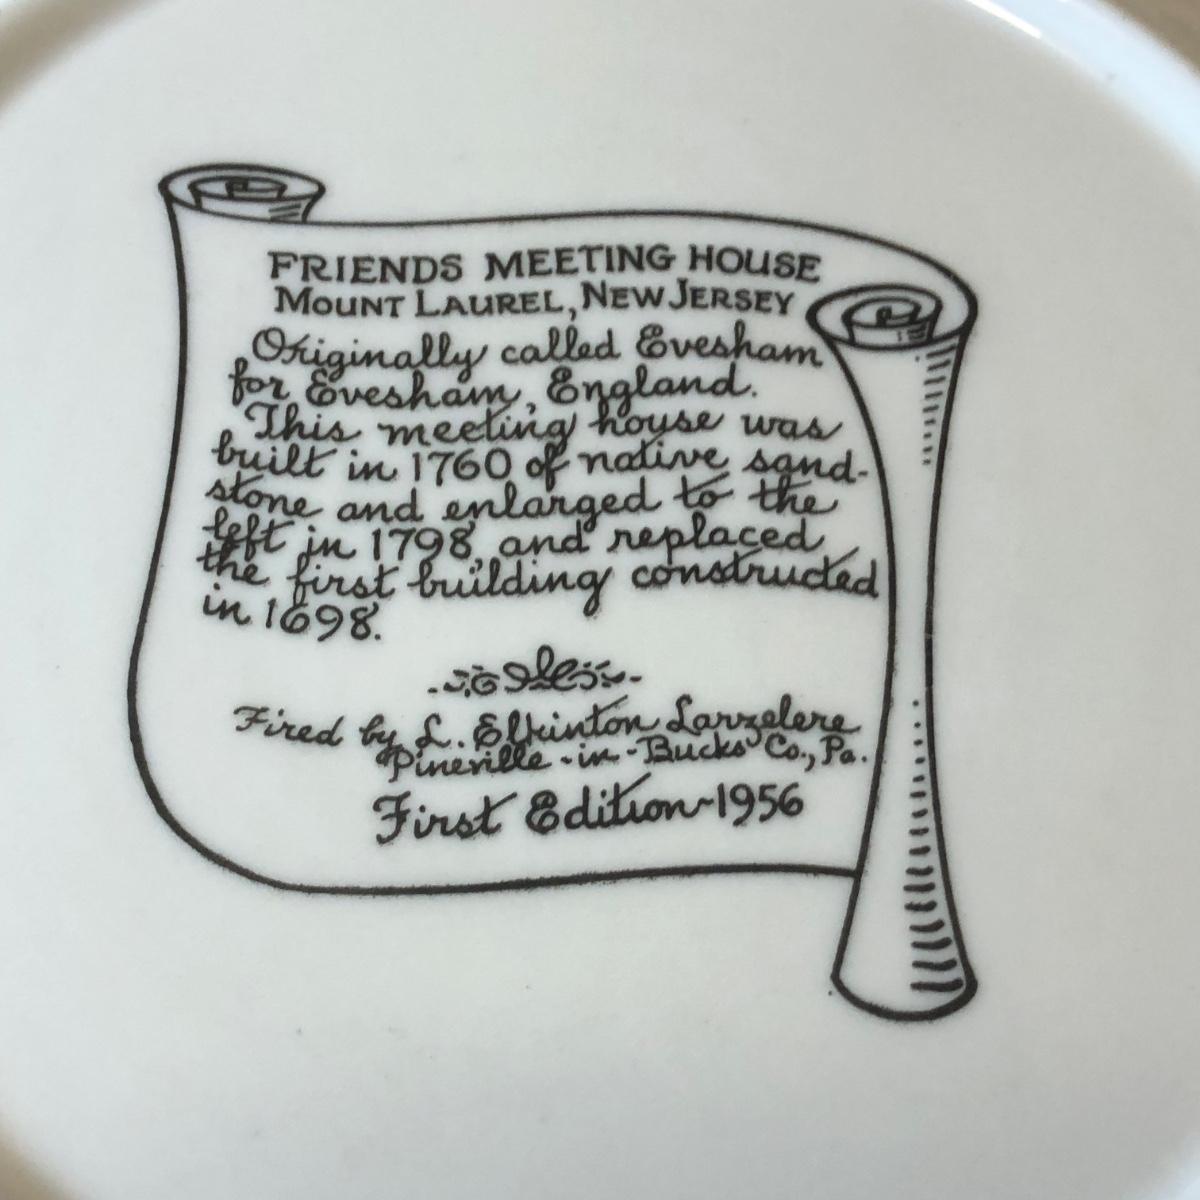 FRIENDS MEETING HOUSE
MOUNT LAUREL, NEW JERSEY
Originally called Evesham
for Evesham, England.
This meeting house was
built in 1760 of native sand-
stone and enlarged to the
left in 1798, and replaced
the first building constructed
in 1698.
Fired by L. Elkinton Larzelere
Pineville-in-Bucks Co., Pa.
First Edition-1956